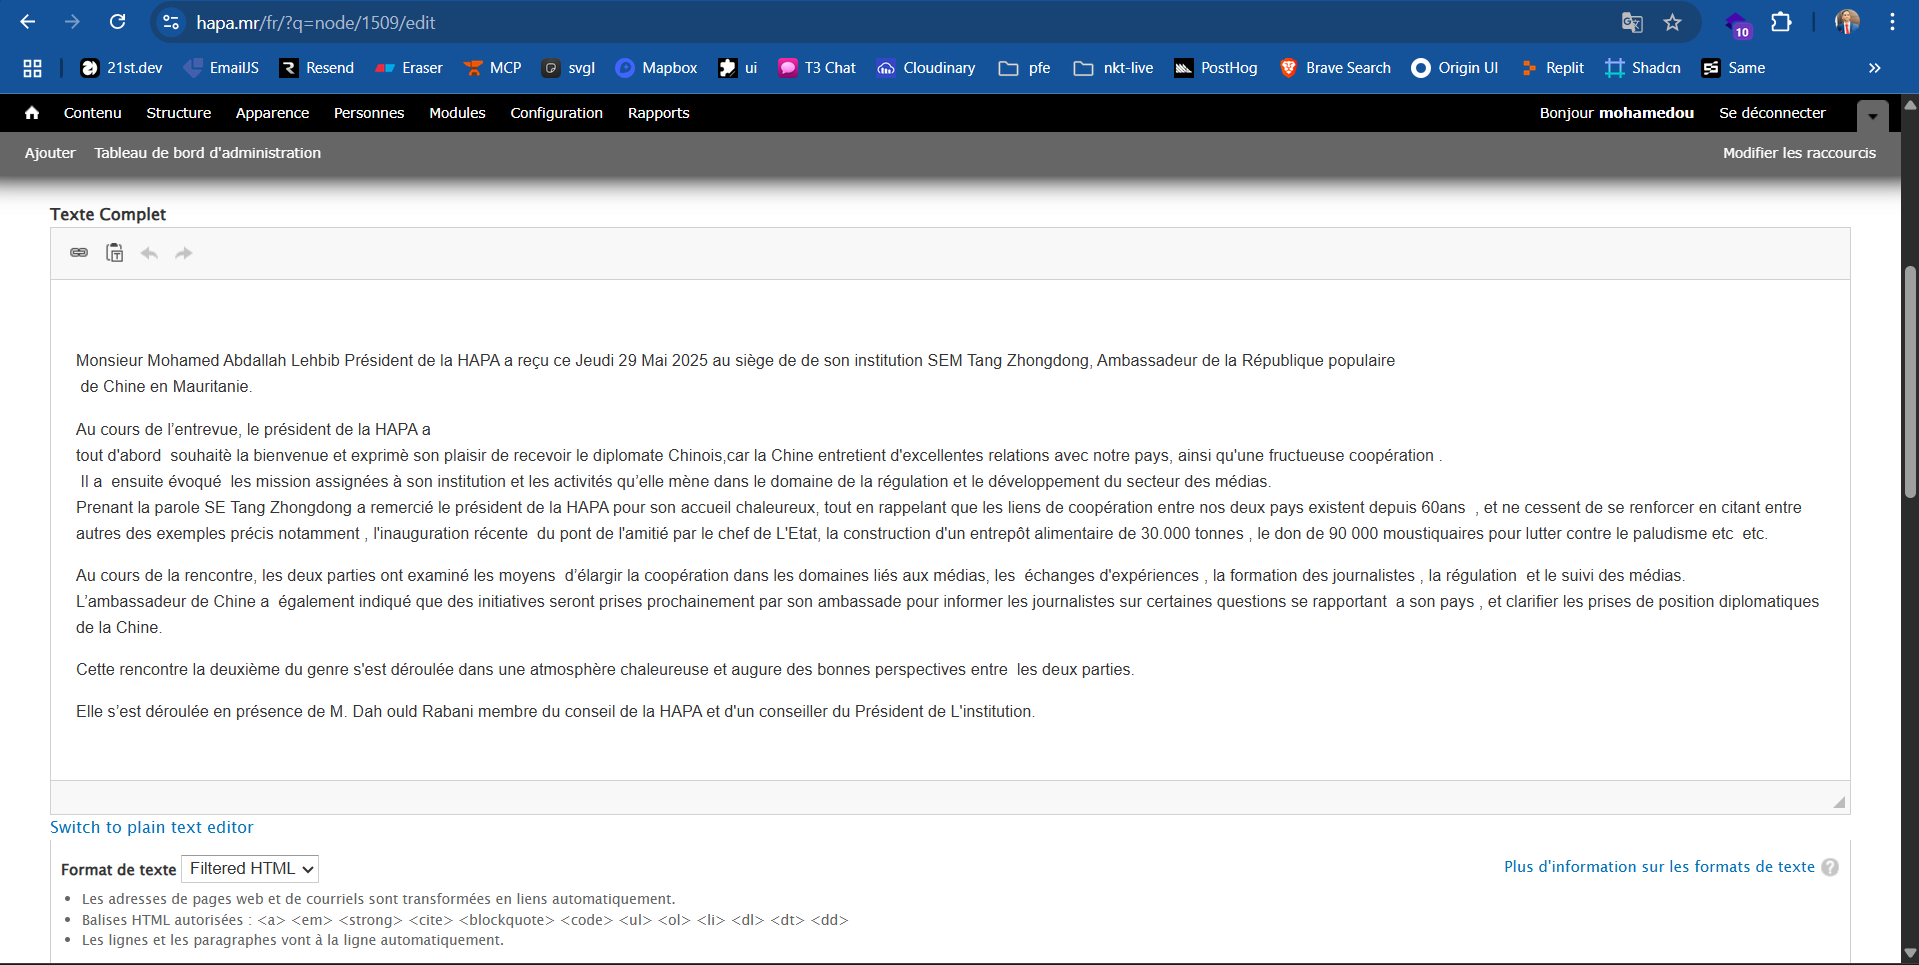 hapa.mr/fr/?q=node/1509/edit
10
21st.dev EmailJS Resend Eraser MCP svgl Mapbox ui T3 Chat Cloudinary pfe nkt-live PostHog Brave Search Origin UI Replit Shadcn Same »
Contenu Structure Apparence Personnes Modules Configuration Rapports Bonjour mohamedou Se déconnecter
Ajouter Tableau de bord d'administration Modifier les raccourcis
Texte Complet
Monsieur Mohamed Abdallah Lehbib Président de la HAPA a reçu ce Jeudi 29 Mai 2025 au siège de de son institution SEM Tang Zhongdong, Ambassadeur de la République populaire
de Chine en Mauritanie.
Au cours de l’entrevue, le président de la HAPA a
tout d'abord  souhaitè la bienvenue et exprimè son plaisir de recevoir le diplomate Chinois,car la Chine entretient d'excellentes relations avec notre pays, ainsi qu'une fructueuse coopération .
Il a  ensuite évoqué  les mission assignées à son institution et les activités qu’elle mène dans le domaine de la régulation et le développement du secteur des médias.
Prenant la parole SE Tang Zhongdong a remercié le président de la HAPA pour son accueil chaleureux, tout en rappelant que les liens de coopération entre nos deux pays existent depuis 60ans  , et ne cessent de se renforcer en citant entre
autres des exemples précis notamment , l'inauguration récente  du pont de l'amitié par le chef de L'Etat, la construction d'un entrepôt alimentaire de 30.000 tonnes , le don de 90 000 moustiquaires pour lutter contre le paludisme etc  etc.
Au cours de la rencontre, les deux parties ont examiné les moyens  d’élargir la coopération dans les domaines liés aux médias, les  échanges d'expériences , la formation des journalistes , la régulation  et le suivi des médias.
L’ambassadeur de Chine a  également indiqué que des initiatives seront prises prochainement par son ambassade pour informer les journalistes sur certaines questions se rapportant  a son pays , et clarifier les prises de position diplomatiques
de la Chine.
Cette rencontre la deuxième du genre s'est déroulée dans une atmosphère chaleureuse et augure des bonnes perspectives entre  les deux parties.
Elle s’est déroulée en présence de M. Dah ould Rabani membre du conseil de la HAPA et d'un conseiller du Président de L'institution.
Switch to plain text editor
Format de texte Filtered HTML Plus d'information sur les formats de texte ?
• Les adresses de pages web et de courriels sont transformées en liens automatiquement.
• Balises HTML autorisées : <a> <em> <strong> <cite> <blockquote> <code> <ul> <ol> <li> <dl> <dt> <dd>
• Les lignes et les paragraphes vont à la ligne automatiquement.